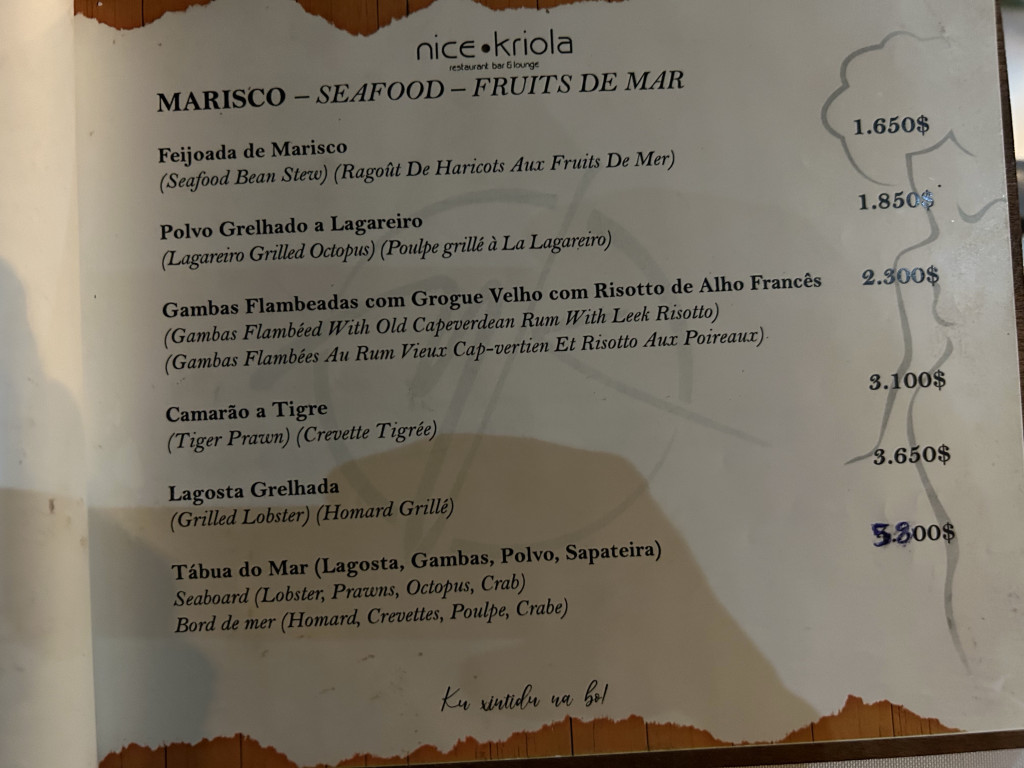 nice•kriola
restaurant bar & lounge
MARISCO – SEAFOOD – FRUITS DE MAR
Feijoada de Marisco 1.650$
(Seafood Bean Stew) (Ragoût De Haricots Aux Fruits De Mer)
Polvo Grelhado a Lagareiro 1.850$
(Lagareiro Grilled Octopus) (Poulpe grillé à La Lagareiro)
Gambas Flambeadas com Grogue Velho com Risotto de Alho Francês 2.300$
(Gambas Flambéed With Old Capeverdean Rum With Leek Risotto)
(Gambas Flambées Au Rum Vieux Cap-vertien Et Risotto Aux Poireaux)
Camarão a Tigre 3.100$
(Tiger Prawn) (Crevette Tigrée)
Lagosta Grelhada 3.650$
(Grilled Lobster) (Homard Grillé)
Tábua do Mar (Lagosta, Gambas, Polvo, Sapateira)
Seaboard (Lobster, Prawns, Octopus, Crab)
Bord de mer (Homard, Crevettes, Poulpe, Crabe)
Ku xintidu na bo!